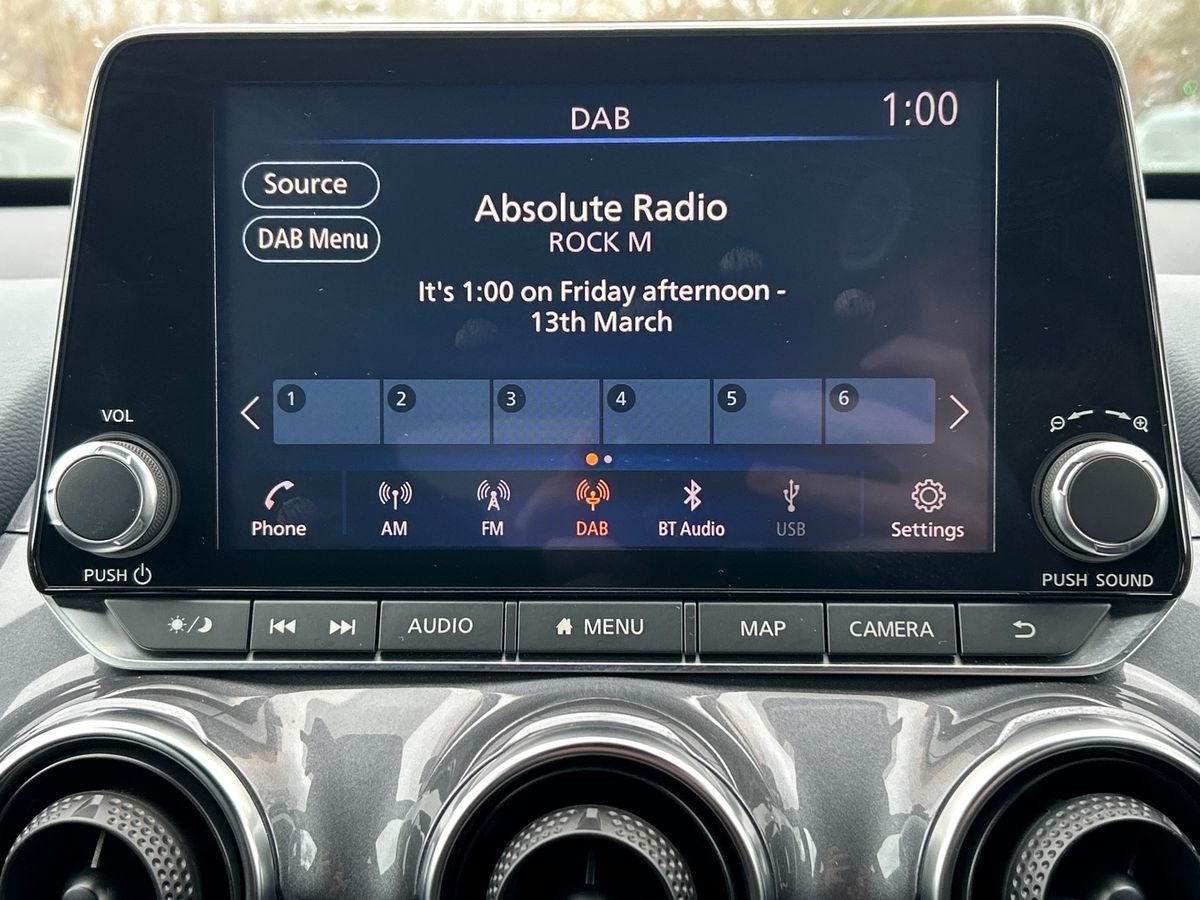 DAB
1:00
Source
DAB Menu
Absolute Radio
ROCK M
It's 1:00 on Friday afternoon -
13th March
1 2 3 4 5 6
VOL
PUSH
Phone
AM
FM
DAB
BT Audio
USB
Settings
PUSH SOUND
AUDIO
MENU
MAP
CAMERA